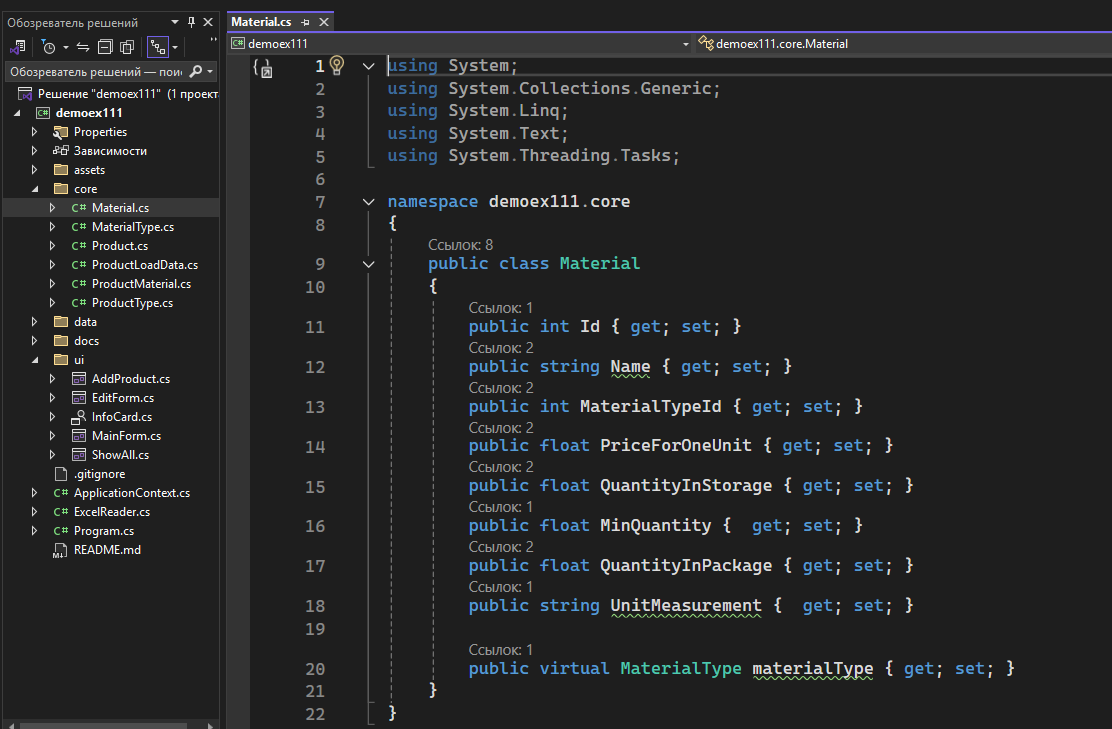 Обозреватель решений
Обозреватель решений — пои
Решение "demoex111" (1 проект
demoex111
Properties
Зависимости
assets
core
C# Material.cs
C# MaterialType.cs
C# Product.cs
C# ProductLoadData.cs
C# ProductMaterial.cs
C# ProductType.cs
data
docs
ui
AddProduct.cs
EditForm.cs
InfoCard.cs
MainForm.cs
ShowAll.cs
.gitignore
C# ApplicationContext.cs
C# ExcelReader.cs
C# Program.cs
README.md
Material.cs
C# demoex111
demoex111.core.Material
1 using System;
2 using System.Collections.Generic;
3 using System.Linq;
4 using System.Text;
5 using System.Threading.Tasks;
6
7 namespace demoex111.core
8 {
Ссылок: 8
9 public class Material
10 {
Ссылок: 1
11 public int Id { get; set; }
Ссылок: 2
12 public string Name { get; set; }
Ссылок: 2
13 public int MaterialTypeId { get; set; }
Ссылок: 2
14 public float PriceForOneUnit { get; set; }
Ссылок: 2
15 public float QuantityInStorage { get; set; }
Ссылок: 1
16 public float MinQuantity {  get; set; }
Ссылок: 2
17 public float QuantityInPackage { get; set; }
Ссылок: 1
18 public string UnitMeasurement {  get; set; }
19
Ссылок: 1
20 public virtual MaterialType materialType { get; set; }
21 }
22 }